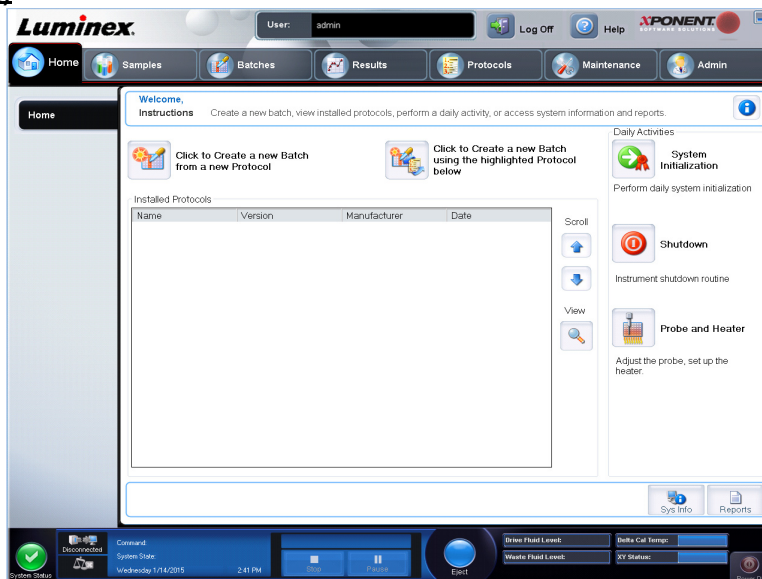 Luminex.
User: admin
Log Off
Help
XPONENT.
SOFTWARE SOLUTIONS
Home
Samples
Batches
Results
Protocols
Maintenance
Admin
Home
Welcome,
Instructions Create a new batch, view installed protocols, perform a daily activity, or access system information and reports.
Click to Create a new Batch
from a new Protocol
Click to Create a new Batch
using the highlighted Protocol
below
Installed Protocols
Name Version Manufacturer Date
Scroll
View
Daily Activities
System
Initialization
Perform daily system initialization
Shutdown
Instrument shutdown routine
Probe and Heater
Adjust the probe, set up the
heater.
Sys Info
Reports
System Status
Disconnected
Command:
System State:
Wednesday 1/14/2015 2:41 PM
Stop
Pause
Eject
Drive Fluid Level:
Waste Fluid Level:
Delta Cal Temp:
XY Status: